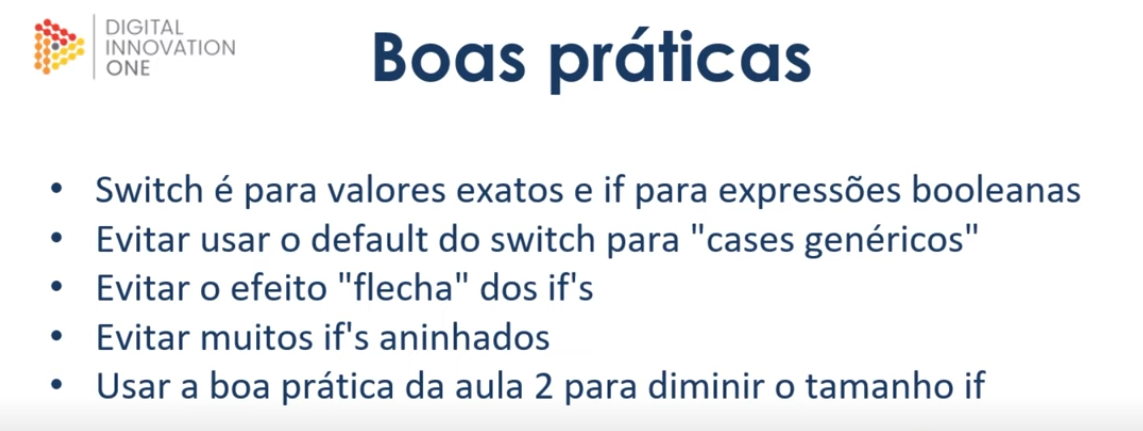 DIGITAL
INNOVATION
ONE
Boas práticas
• Switch é para valores exatos e if para expressões booleanas
• Evitar usar o default do switch para "cases genéricos"
• Evitar o efeito "flecha" dos if's
• Evitar muitos if's aninhados
• Usar a boa prática da aula 2 para diminir o tamanho if